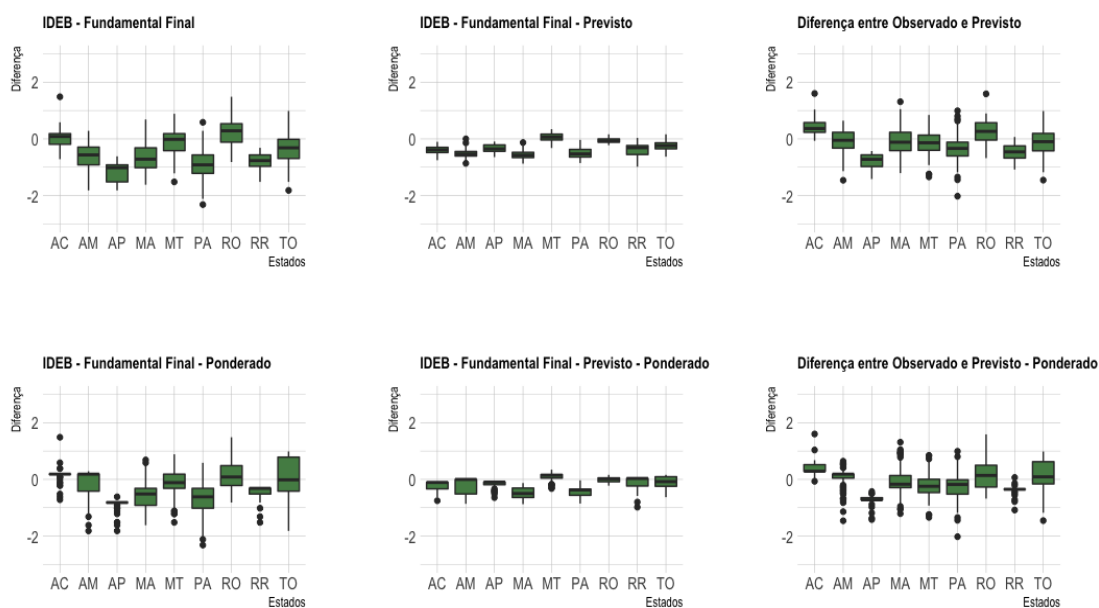 IDEB - Fundamental Final
Diferença
2
0
-2
AC AM AP MA MT PA RO RR TO
Estados
IDEB - Fundamental Final - Previsto
Diferença
2
0
-2
AC AM AP MA MT PA RO RR TO
Estados
Diferença entre Observado e Previsto
Diferença
2
0
-2
AC AM AP MA MT PA RO RR TO
Estados
IDEB - Fundamental Final - Ponderado
Diferença
2
0
-2
AC AM AP MA MT PA RO RR TO
Estados
IDEB - Fundamental Final - Previsto - Ponderado
Diferença
2
0
-2
AC AM AP MA MT PA RO RR TO
Estados
Diferença entre Observado e Previsto - Ponderado
Diferença
2
0
-2
AC AM AP MA MT PA RO RR TO
Estados